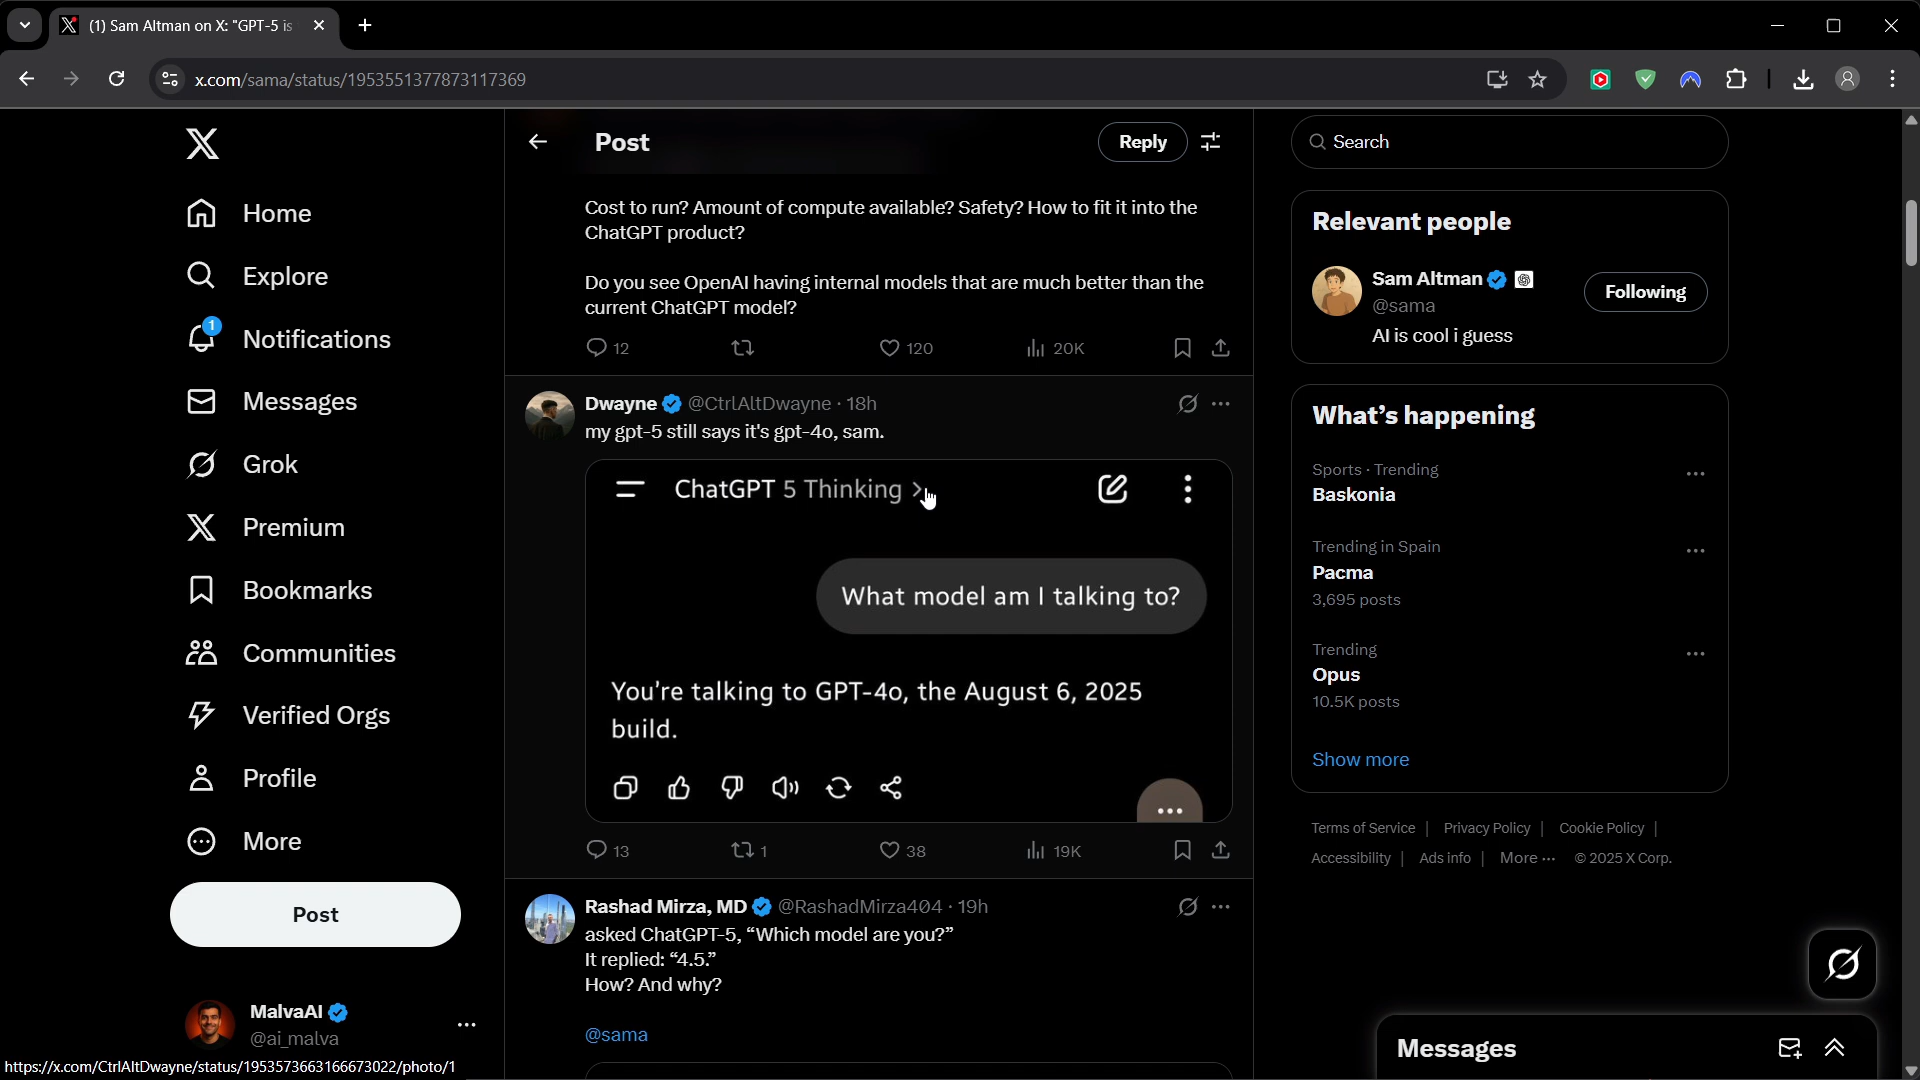 (1) Sam Altman on X: "GPT-5 is
x.com/sama/status/1953551377873117369
Home
Explore
1
Notifications
Messages
Grok
Premium
Bookmarks
Communities
Verified Orgs
Profile
More
Post
MalvaAI
@ai_malva
https://x.com/CtrlAltDwayne/status/1953573663166673022/photo/1
Post
Reply
Cost to run? Amount of compute available? Safety? How to fit it into the
ChatGPT product?
Do you see OpenAI having internal models that are much better than the
current ChatGPT model?
12
120
20K
Dwayne @CtrlAltDwayne · 18h
my gpt-5 still says it's gpt-4o, sam.
ChatGPT 5 Thinking >
What model am I talking to?
You're talking to GPT-4o, the August 6, 2025
build.
13
1
38
19K
Rashad Mirza, MD @RashadMirza404 · 19h
asked ChatGPT-5, “Which model are you?”
It replied: “4.5.”
How? And why?
@sama
Search
Relevant people
Sam Altman
@sama
AI is cool i guess
Following
What’s happening
Sports · Trending
Baskonia
Trending in Spain
Pacma
3,695 posts
Trending
Opus
10.5K posts
Show more
Terms of Service | Privacy Policy | Cookie Policy |
Accessibility | Ads info | More ··· © 2025 X Corp.
Messages